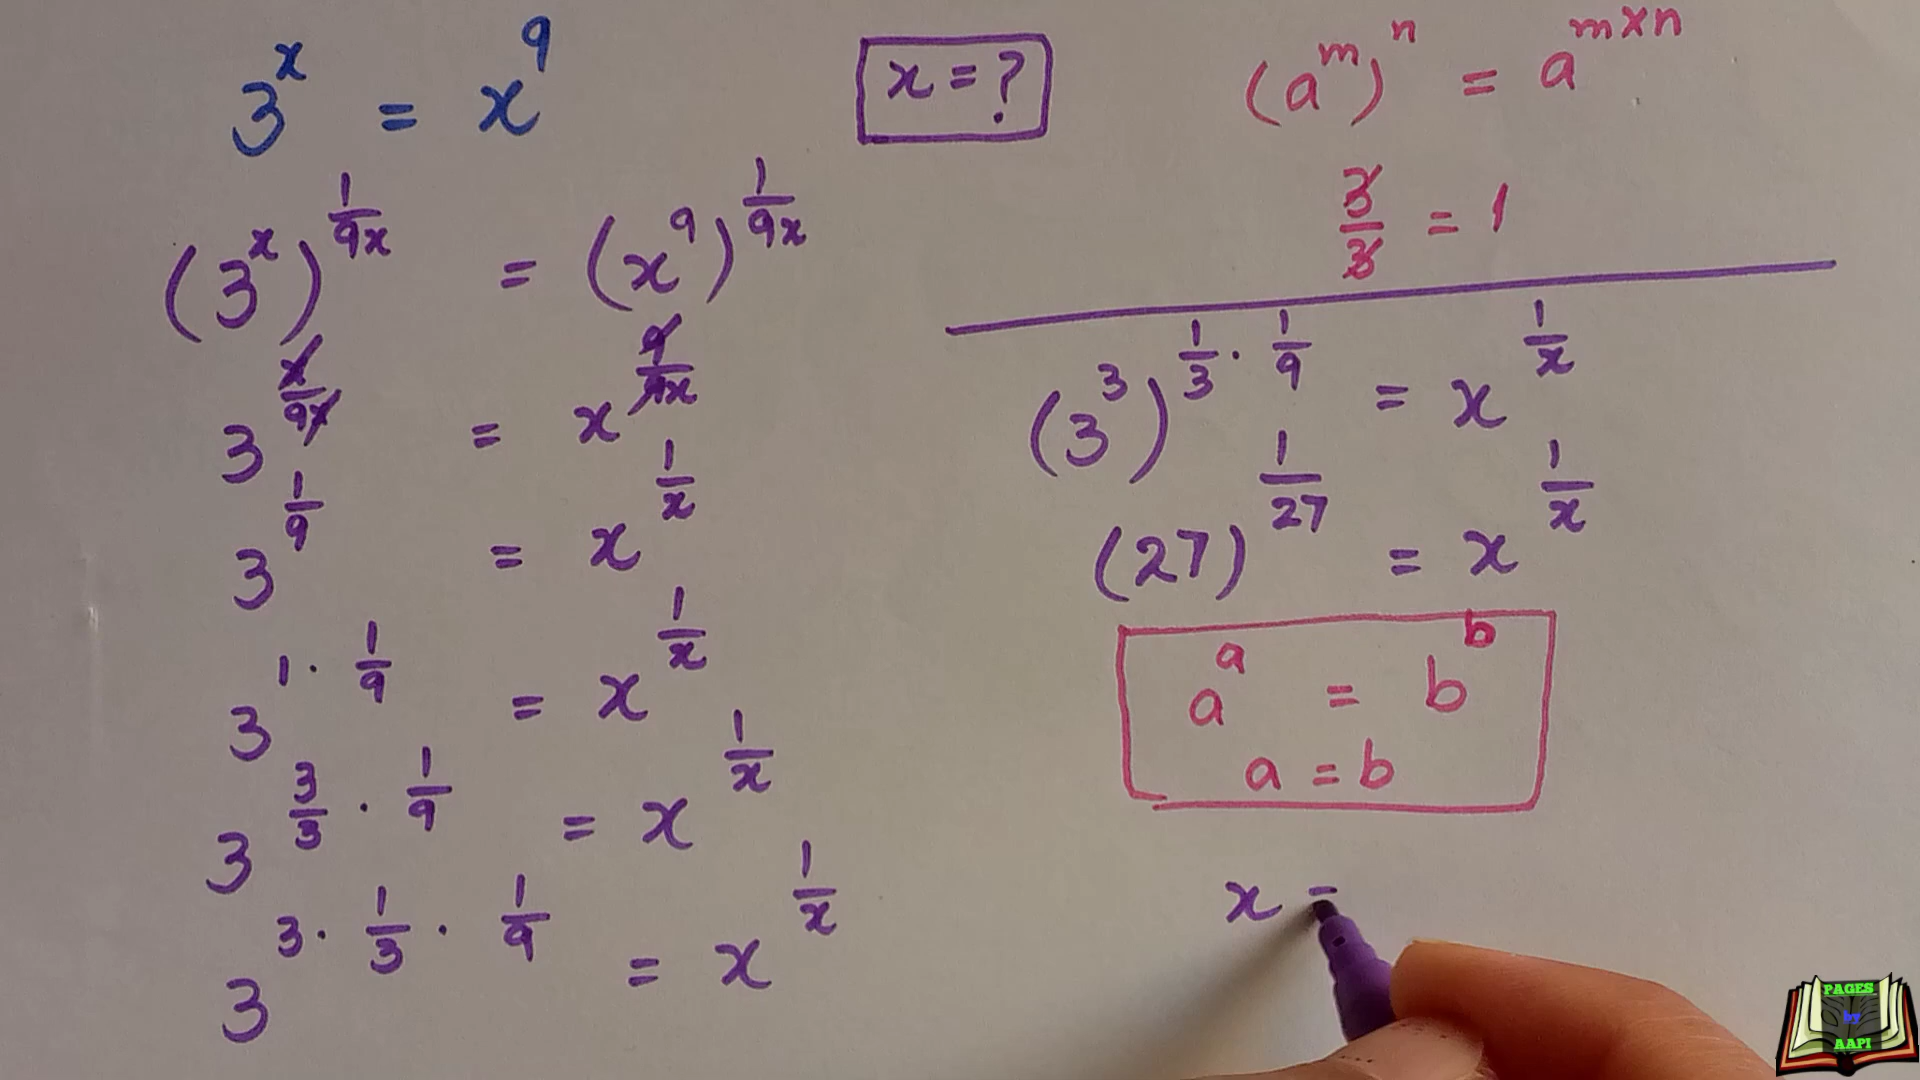 3^x = x^9
x = ?
(a^m)^n = a^{m×n}
3/3 = 1
(3^x)^{1/9x} = (x^9)^{1/9x}
3^{x/9x} = x^{9/9x}
3^{1/9} = x^{1/x}
3^{1·1/9} = x^{1/x}
3^{3/3·1/9} = x^{1/x}
3^{3·1/3·1/9} = x^{1/x}
(3^3)^{1/3·1/9} = x^{1/x}
(27)^{1/27} = x^{1/x}
a^a = b^b
a = b
x =
PAGES
by
AAPI